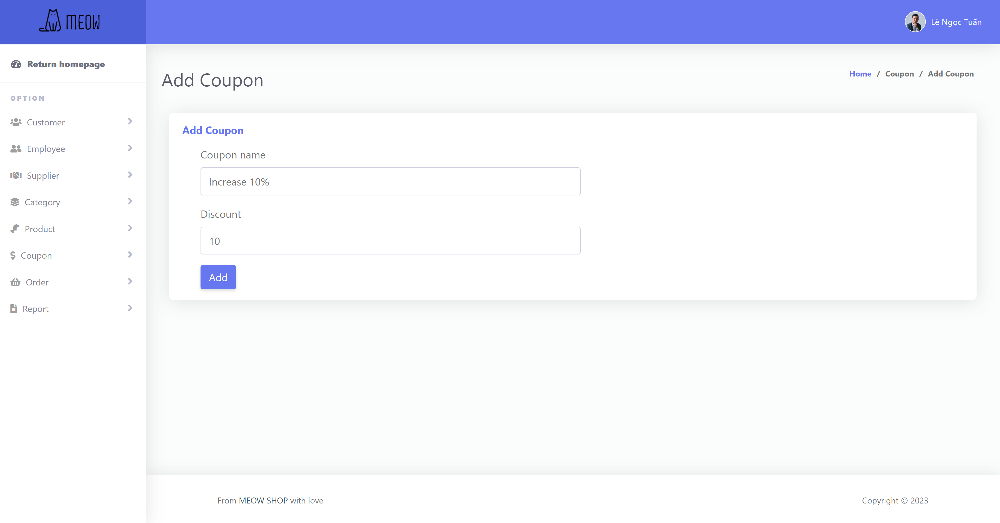 MEOW
Lê Ngọc Tuấn
Return homepage
OPTION
Customer
Employee
Supplier
Category
Product
Coupon
Order
Report
Add Coupon
Home / Coupon / Add Coupon
Add Coupon
Coupon name
Increase 10%
Discount
10
Add
From MEOW SHOP with love
Copyright © 2023